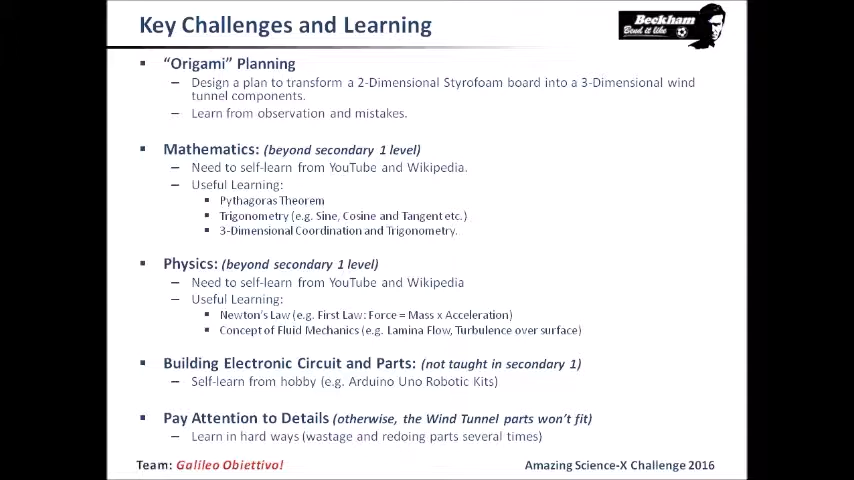 Key Challenges and Learning
Beckham
Bend it like
"Origami" Planning
Design a plan to transform a 2-Dimensional Styrofoam board into a 3-Dimensional wind
tunnel components.
Learn from observation and mistakes.
Mathematics: (beyond secondary 1 level)
Need to self-learn from YouTube and Wikipedia.
Useful Learning:
Pythagoras Theorem
Trigonometry (e.g. Sine, Cosine and Tangent etc.)
3-Dimensional Coordination and Trigonometry.
Physics: (beyond secondary 1 level)
Need to self-learn from YouTube and Wikipedia
Useful Learning:
Newton's Law (e.g. First Law: Force = Mass x Acceleration)
Concept of Fluid Mechanics (e.g. Lamina Flow, Turbulence over surface)
Building Electronic Circuit and Parts: (not taught in secondary 1)
Self-learn from hobby (e.g. Arduino Uno Robotic Kits)
Pay Attention to Details (otherwise, the Wind Tunnel parts won't fit)
Learn in hard ways (wastage and redoing parts several times)
Team: Galileo Obiettivo!
Amazing Science-X Challenge 2016